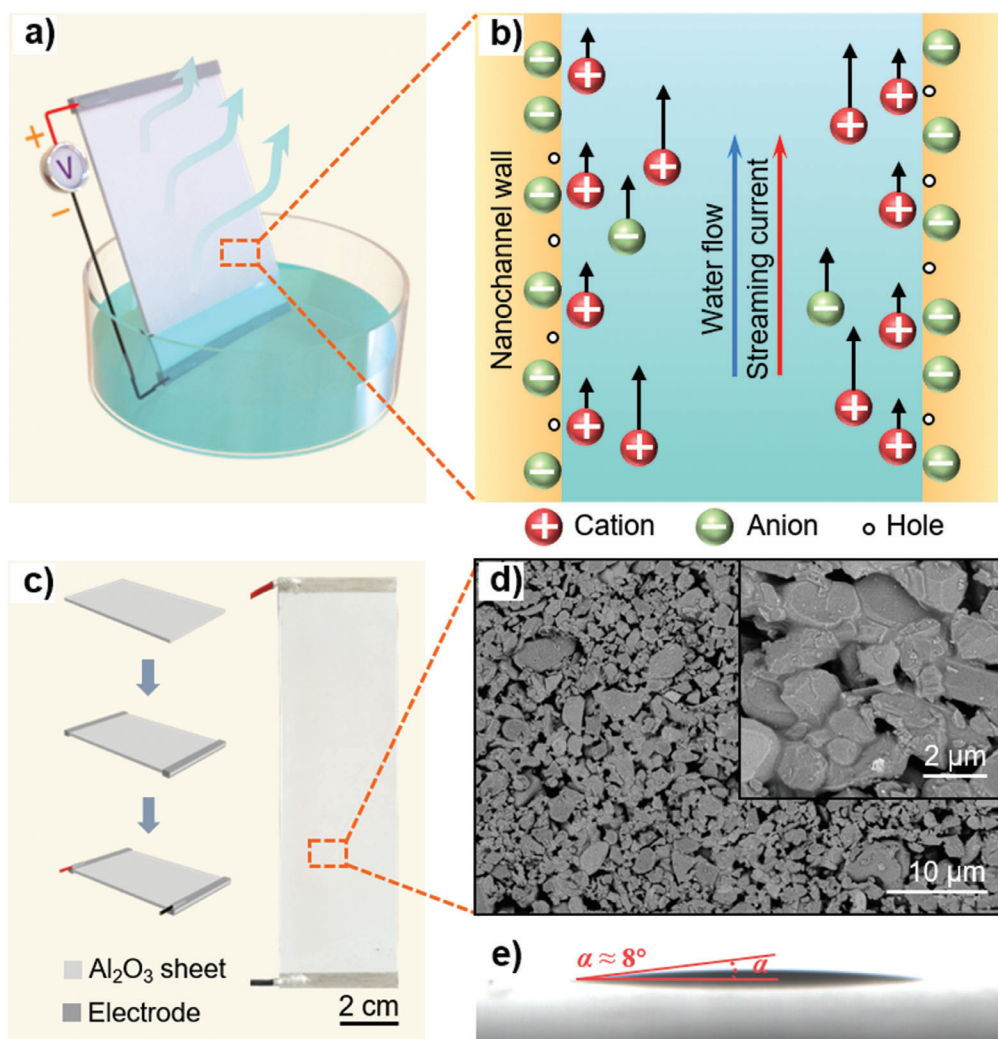 a)
+
V
−
b)
Nanochannel wall
Water flow
Streaming current
Cation
Anion
Hole
c)
Al₂O₃ sheet
Electrode
2 cm
d)
2 µm
10 µm
e)
α ≈ 8°
α